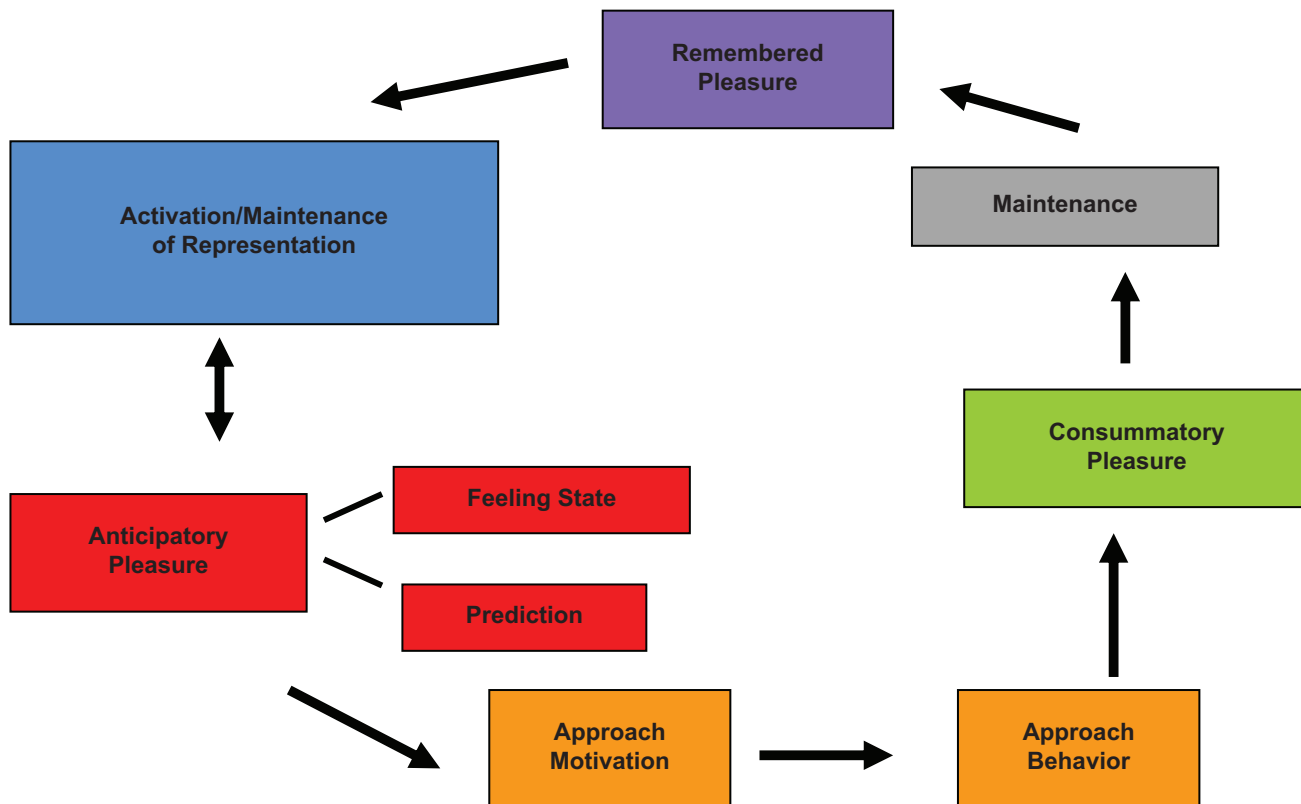 Remembered
Pleasure
Activation/Maintenance
of Representation
Maintenance
Consummatory
Pleasure
Feeling State
Anticipatory
Pleasure
Prediction
Approach
Motivation
Approach
Behavior